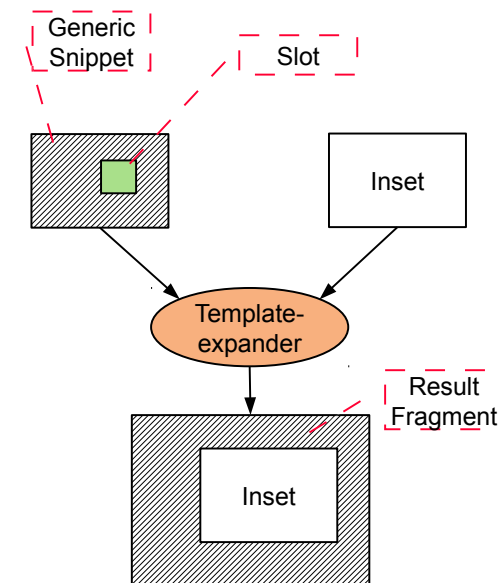 Generic
Snippet
Slot
Inset
Template-
expander
Result
Fragment
Inset